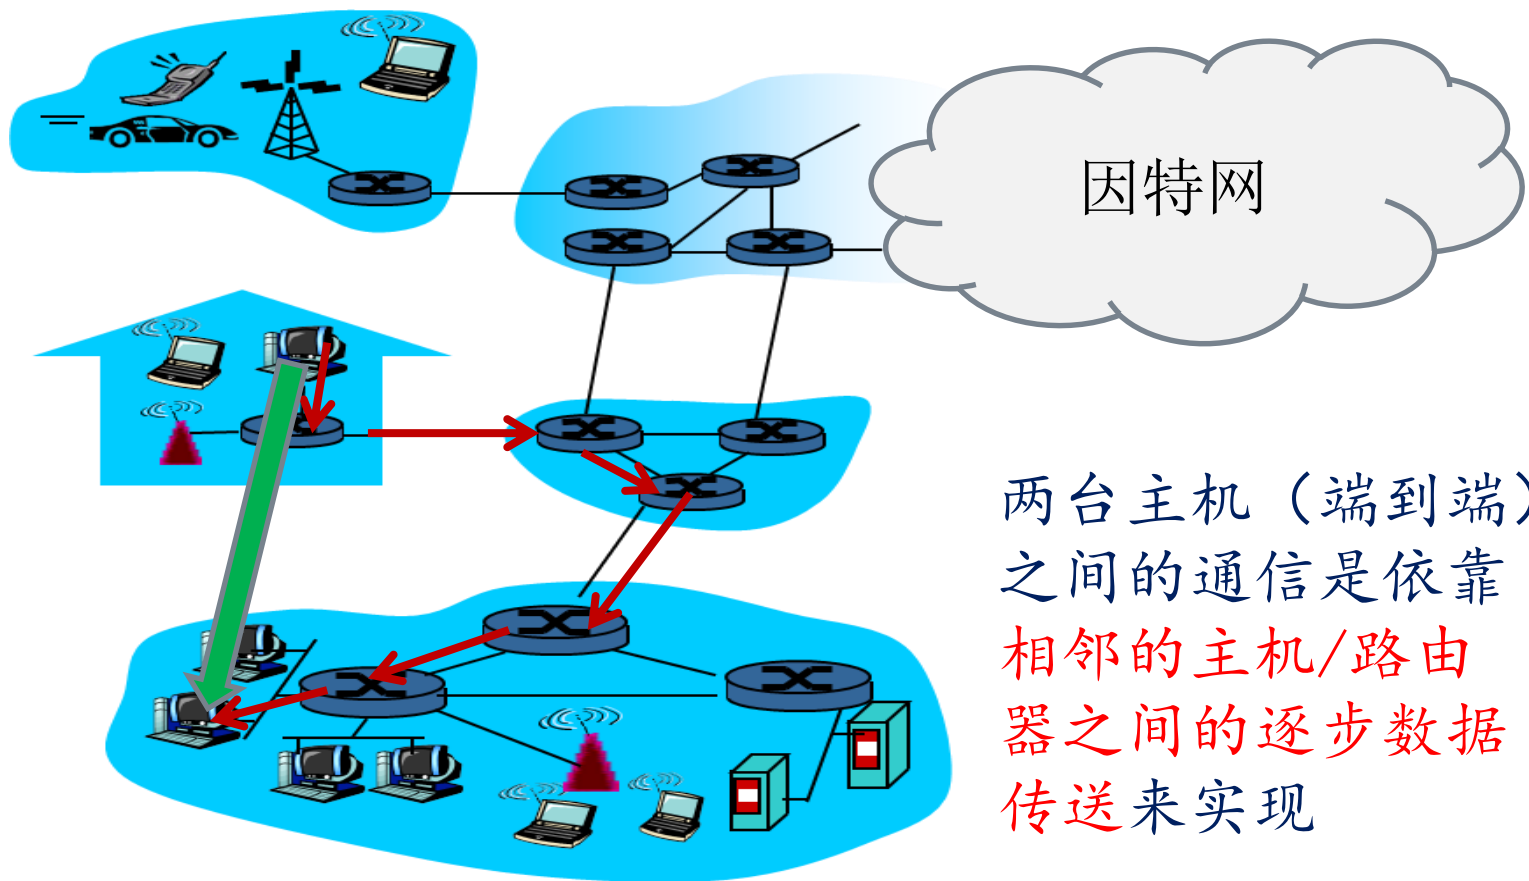 因特网
两台主机（端到端）
之间的通信是依靠
相邻的主机/路由
器之间的逐步数据
传送来实现